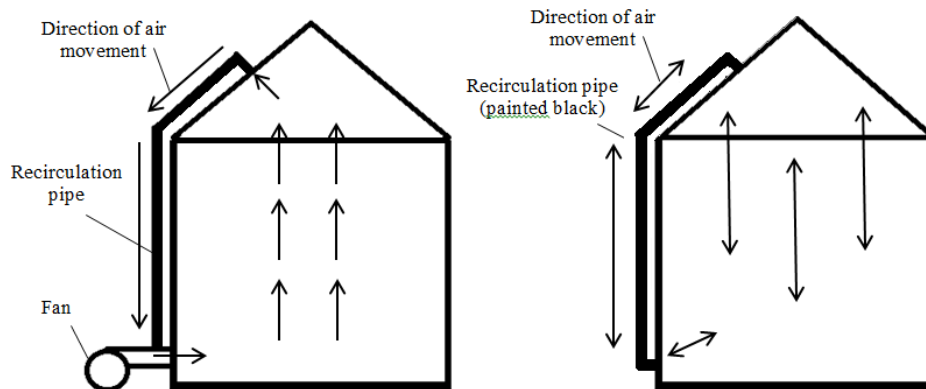 Direction of air
movement
Recirculation
pipe
Fan
Direction of air
movement
Recirculation pipe
(painted black)